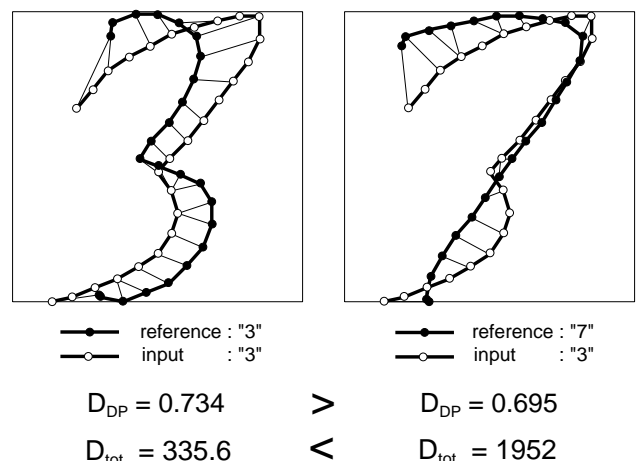 reference : "3" reference : "7"
input : "3" input : "3"
D_DP = 0.734 > D_DP = 0.695
D_tot = 335.6 < D_tot = 1952